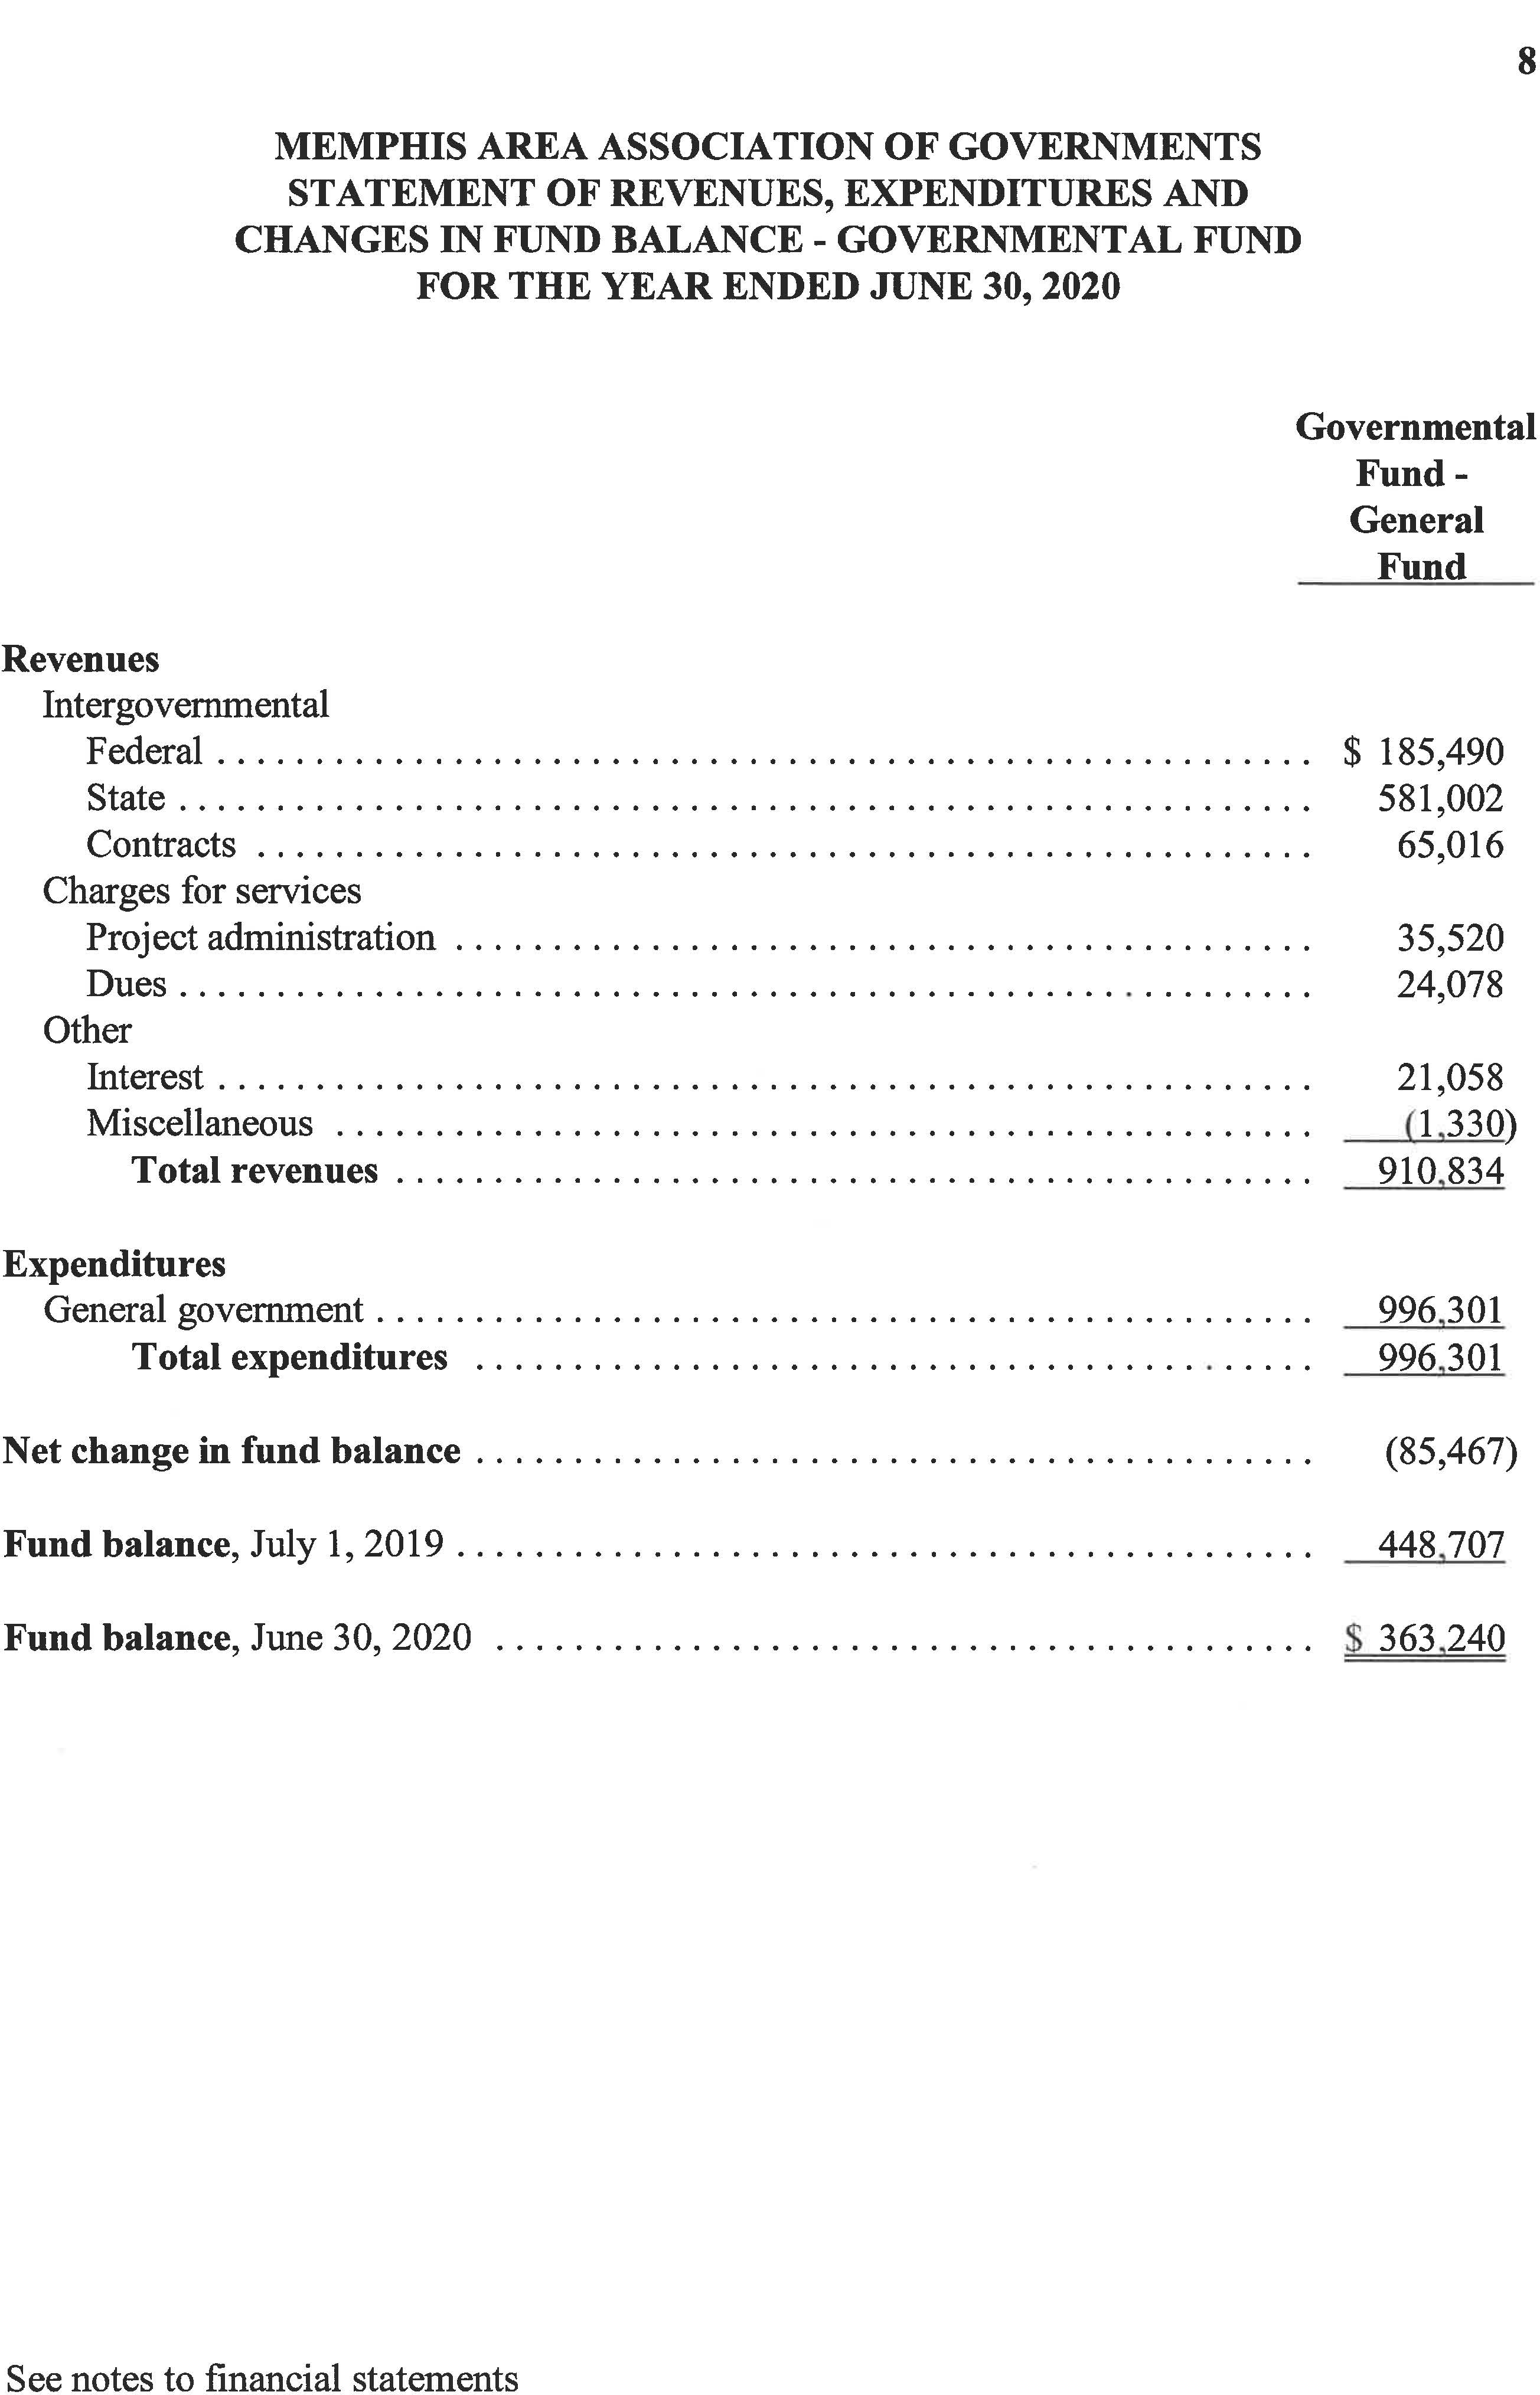 8
MEMPHIS AREA ASSOCIATION OF GOVERNMENTS
STATEMENT OF REVENUES, EXPENDITURES AND
CHANGES IN FUND BALANCE - GOVERNMENTAL FUND
FOR THE YEAR ENDED JUNE 30, 2020
Governmental
Fund -
General
Fund
Revenues
Intergovernmental
Federal $ 185,490
State 581,002
Contracts 65,016
Charges for services
Project administration 35,520
Dues 24,078
Other
Interest 21,058
Miscellaneous (1,330)
Total revenues 910,834
Expenditures
General government 996,301
Total expenditures 996,301
Net change in fund balance (85,467)
Fund balance, July 1, 2019 448,707
Fund balance, June 30, 2020 $ 363,240
See notes to financial statements